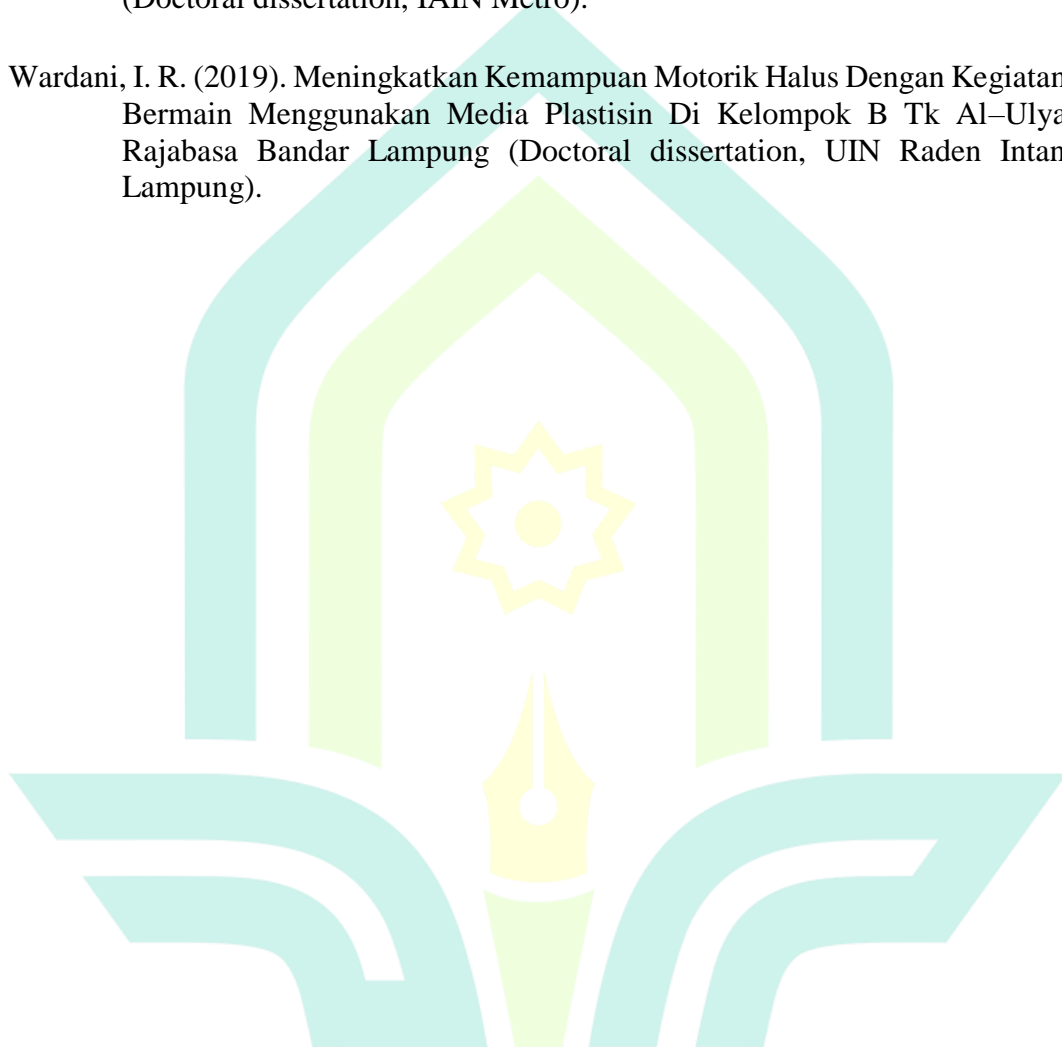 (Doctoral dissertation, IAIN Metro).
Wardani, I. R. (2019). Meningkatkan Kemampuan Motorik Halus Dengan Kegiatan
Bermain Menggunakan Media Plastisin Di Kelompok B Tk Al–Ulya
Rajabasa Bandar Lampung (Doctoral dissertation, UIN Raden Intan
Lampung).